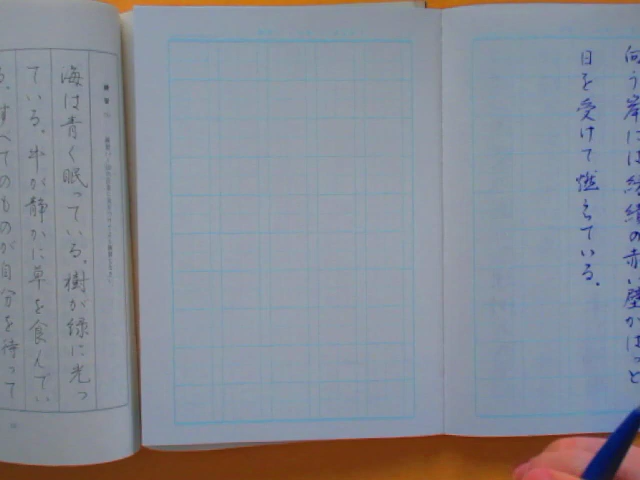 向う岸には絨緞の赤い壁がぱっと
日を受けて燃えている。
海は青く眠っている。樹が緑に光っ
ている。牛が静かに草を食んでい
る。すべてのものが自分を待って